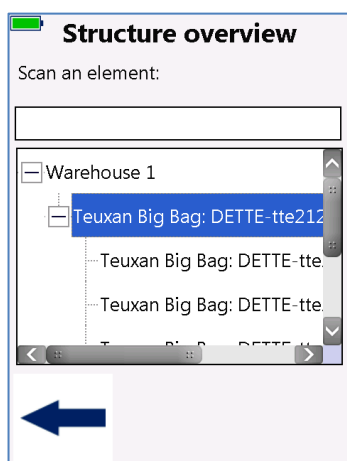 Structure overview
Scan an element:
Warehouse 1
Teuxan Big Bag: DETTE-tte212
Teuxan Big Bag: DETTE-tte
Teuxan Big Bag: DETTE-tte